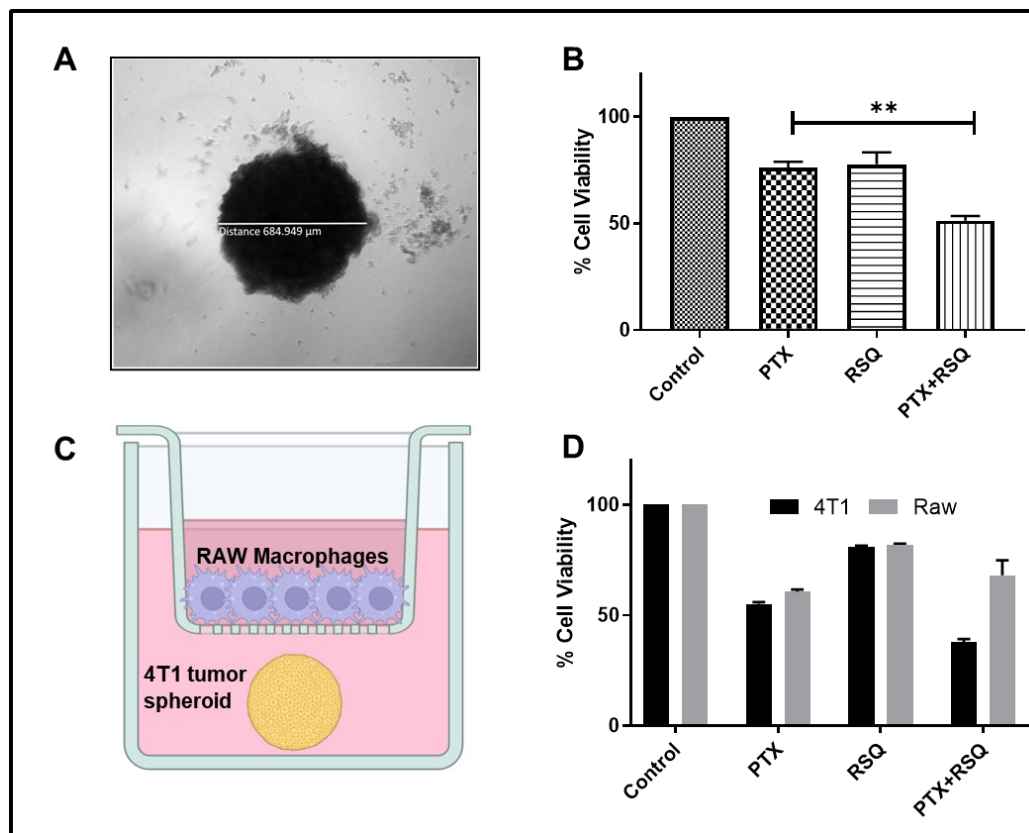 A
Distance 684.949 µm
B
% Cell Viability
100
50
0
**
Control
PTX
RSQ
PTX+RSQ
C
RAW Macrophages
4T1 tumor
spheroid
D
% Cell Viability
100
50
0
4T1 Raw
Control
PTX
RSQ
PTX+RSQ